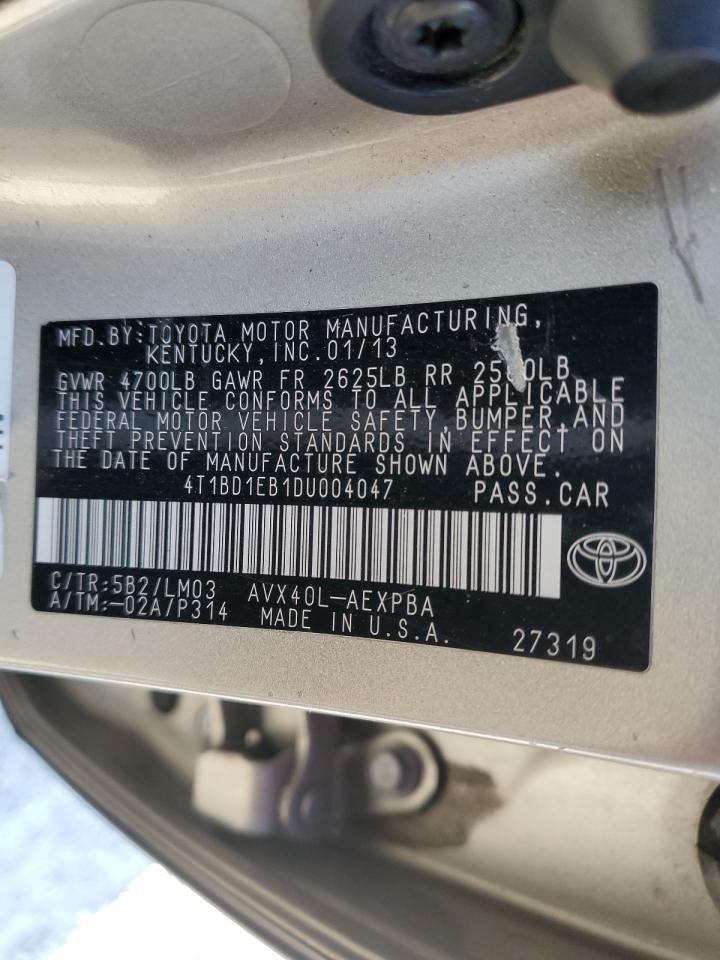 MFD.BY:TOYOTA MOTOR MANUFACTURING,
KENTUCKY,INC.01/13
GVWR 4700LB GAWR FR 2625LB RR
THIS VEHICLE CONFORMS TO ALL APPLICABLE
FEDERAL MOTOR VEHICLE SAFETY,BUMPER,AND
THEFT PREVENTION STANDARDS IN EFFECT ON
THE DATE OF MANUFACTURE SHOWN ABOVE.
4T1BD1EB1DU004047 PASS.CAR
C/TR:5B2/LM03 AVX40L-AEXPBA
A/TM:-02A/P314 MADE IN U.S.A. 27319